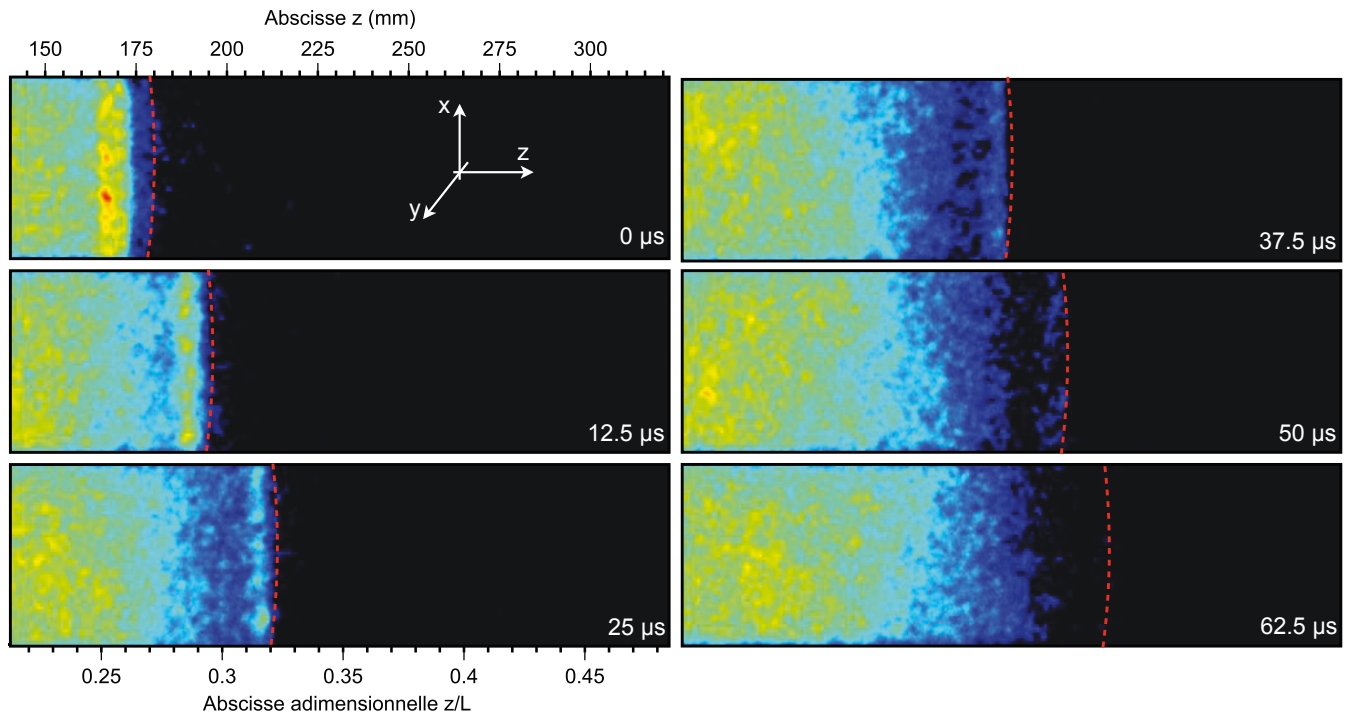 Abscisse z (mm)
150 175 200 225 250 275 300
x
z
y
0 µs
37.5 µs
12.5 µs
50 µs
25 µs
62.5 µs
0.25 0.3 0.35 0.4 0.45
Abscisse adimensionnelle z/L